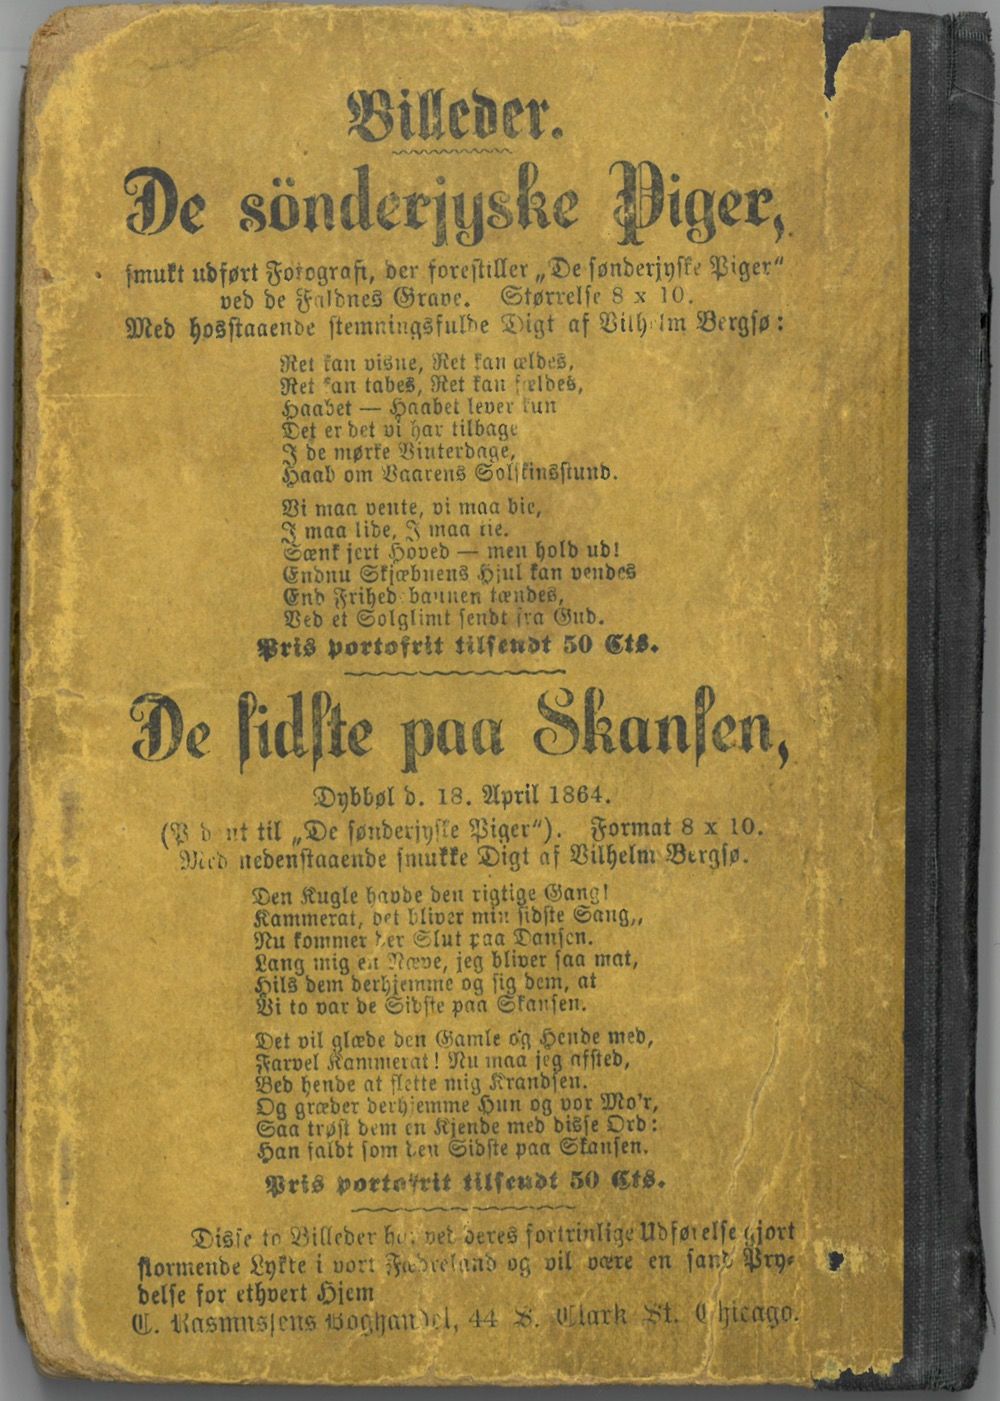 Billeder.
De sönderjyske Piger,
smukt udført Fotografi, der forestiller „De sønderjyske Piger“
ved de Faldnes Grave. Størrelse 8 x 10.
Med hosstaaende stemningsfulde Digt af Vilhelm Bergsø:
Ret kan visne, Ret kan ældes,
Ret kan tabes, Ret kan fældes,
Haabet — Haabet lever kun
Det er det vi har tilbage
I de mørke Vinterdage,
Haab om Vaarens Solskinsstund.
Vi maa vente, vi maa bie,
I maa lide, I maa tie.
Sænk jert Hoved — men hold ud!
Endnu Skjæbnens Hjul kan vendes
End Frihedsbaunen tændes,
Ved et Solglimt sendt fra Gud.
Pris portofrit tilsendt 50 Cts.
De sidste paa Skansen,
Dybbøl d. 18. April 1864.
til „De sønderjyske Piger“). Format 8 x 10.
Med nedenstaaende smukke Digt af Vilhelm Bergsø.
Den Kugle havde den rigtige Gang!
Kammerat, det bliver min sidste Sang,,
Nu kommer der Slut paa Dansen.
Lang mig en Næve, jeg bliver saa mat,
Hils dem derhjemme og sig dem, at
Vi to var de Sidste paa Skansen.
Det vil glæde den Gamle og Hende med,
Farvel Kammerat! Nu maa jeg afsted,
Bed hende at flette mig Krandsen.
Og græder derhjemme Hun og vor Mo'r,
Saa trøst dem en Kjende med disse Ord:
Han faldt som den Sidste paa Skansen.
Pris portofrit tilsendt 50 Cts.
Disse to Billeder har ved deres fortrinlige Udførelse gjort
stormende Lykke i vort Fædreland og vil være en sand Pry-
delse for ethvert Hjem
C. Rasmussens Boghandel, 44 S. Clark St. Chicago.